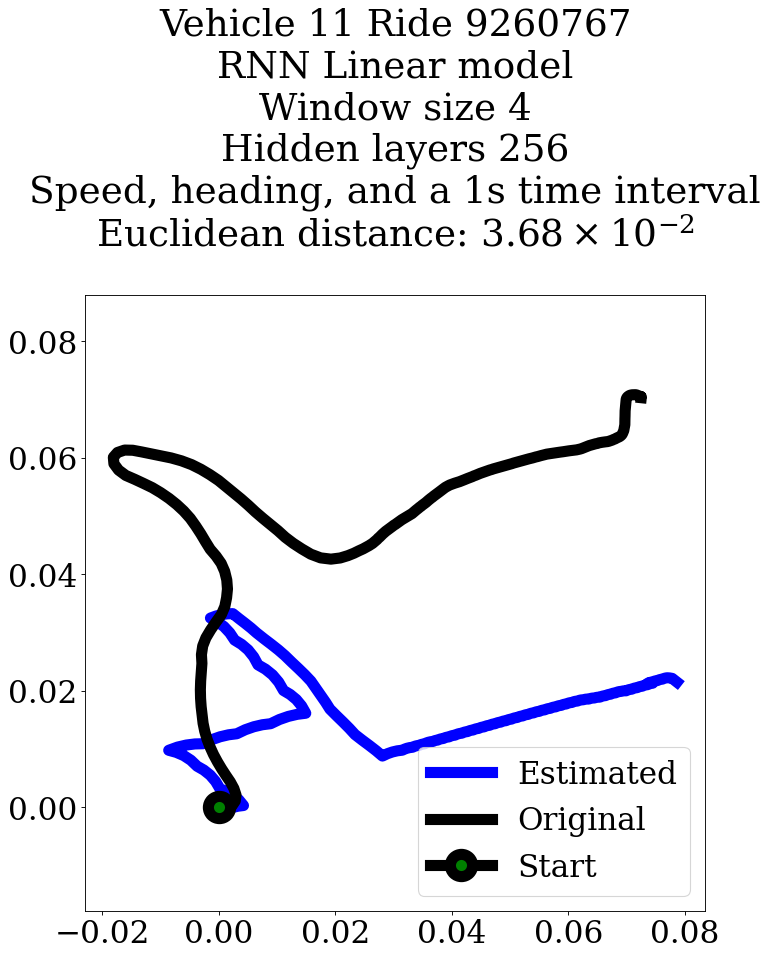 Vehicle 11 Ride 9260767
RNN Linear model
Window size 4
Hidden layers 256
Speed, heading, and a 1s time interval
Euclidean distance: 3.68 × 10⁻²
0.08
0.06
0.04
0.02
0.00
Estimated
Original
Start
−0.02 0.00 0.02 0.04 0.06 0.08